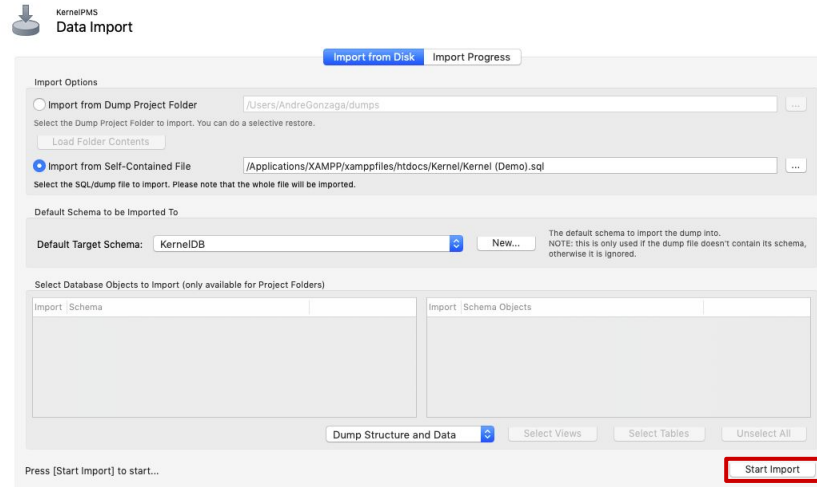 KernelPMS
Data Import
Import from Disk Import Progress
Import Options
Import from Dump Project Folder /Users/AndreGonzaga/dumps ...
Select the Dump Project Folder to import. You can do a selective restore.
Load Folder Contents
Import from Self-Contained File /Applications/XAMPP/xamppfiles/htdocs/Kernel/Kernel (Demo).sql ...
Select the SQL/dump file to import. Please note that the whole file will be imported.
Default Schema to be Imported To
Default Target Schema: KernelDB New...
The default schema to import the dump into.
NOTE: this is only used if the dump file doesn't contain its schema,
otherwise it is ignored.
Select Database Objects to Import (only available for Project Folders)
Import Schema Import Schema Objects
Dump Structure and Data Select Views Select Tables Unselect All
Press [Start Import] to start... Start Import